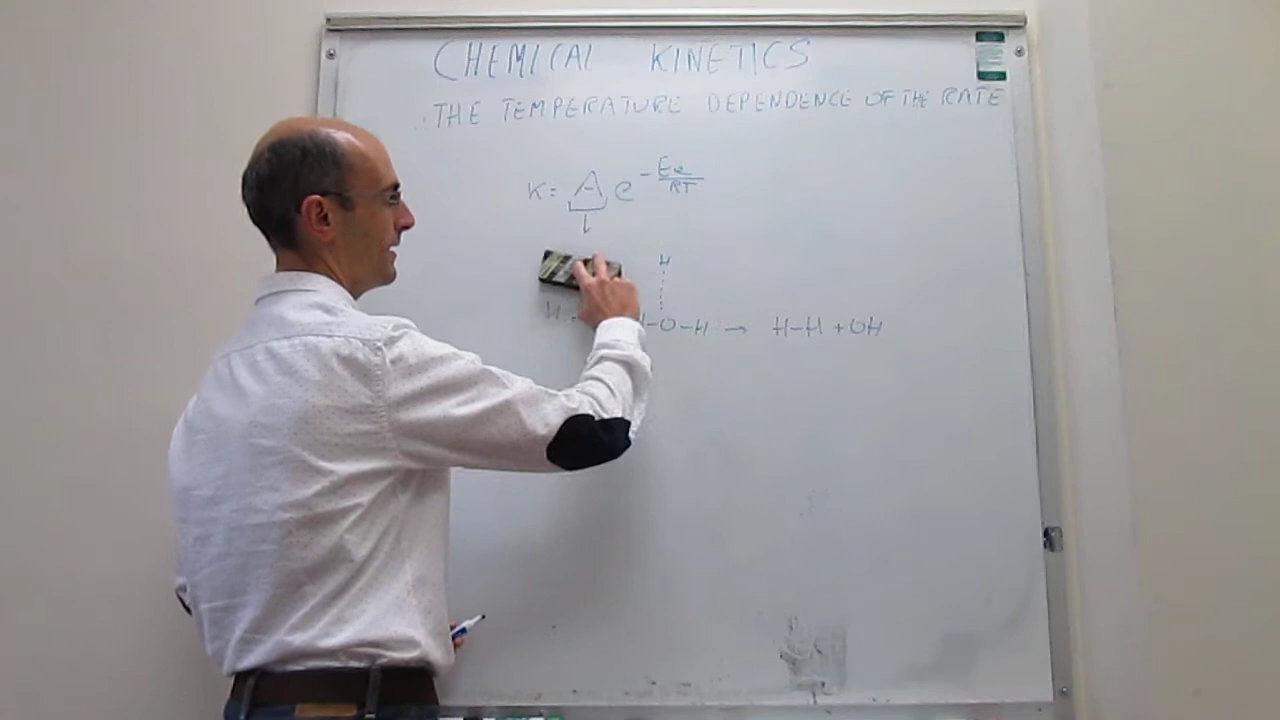 CHEMICAL KINETICS
THE TEMPERATURE DEPENDENCE OF THE RATE
K = A e^-Ea/RT
H
H-O-H → H-H + OH